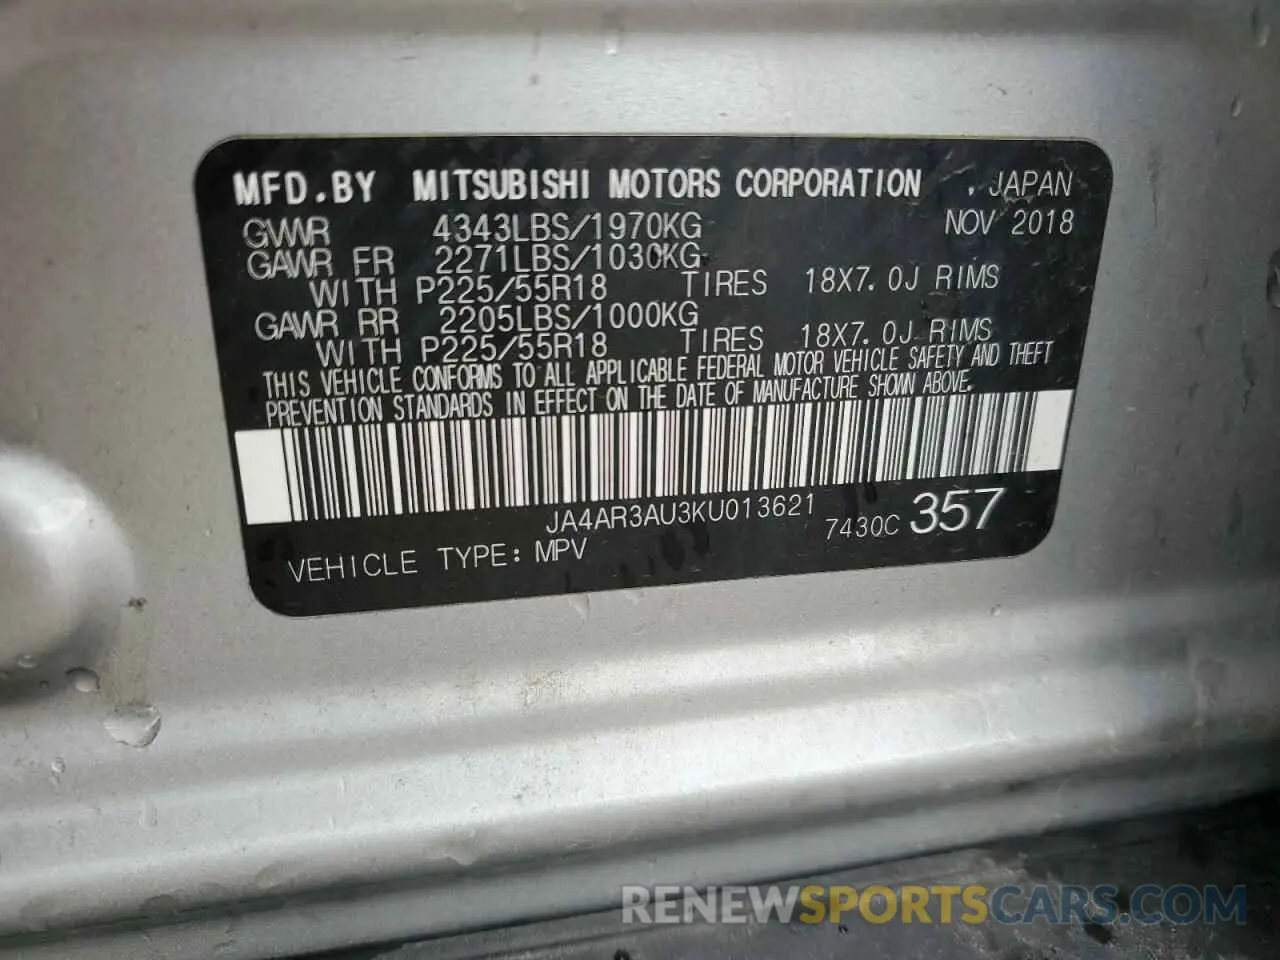 MFD.BY MITSUBISHI MOTORS CORPORATION , JAPAN
GVWR 4343LBS/1970KG NOV 2018
GAWR FR 2271LBS/1030KG
WITH P225/55R18 TIRES 18X7.0J RIMS
GAWR RR 2205LBS/1000KG
WITH P225/55R18 TIRES 18X7.0J RIMS
THIS VEHICLE CONFORMS TO ALL APPLICABLE FEDERAL MOTOR VEHICLE SAFETY AND THEFT
PREVENTION STANDARDS IN EFFECT ON THE DATE OF MANUFACTURE SHOWN ABOVE.
JA4AR3AU3KU013621
7430C 357
VEHICLE TYPE: MPV
RENEWSPORTSCARS.COM